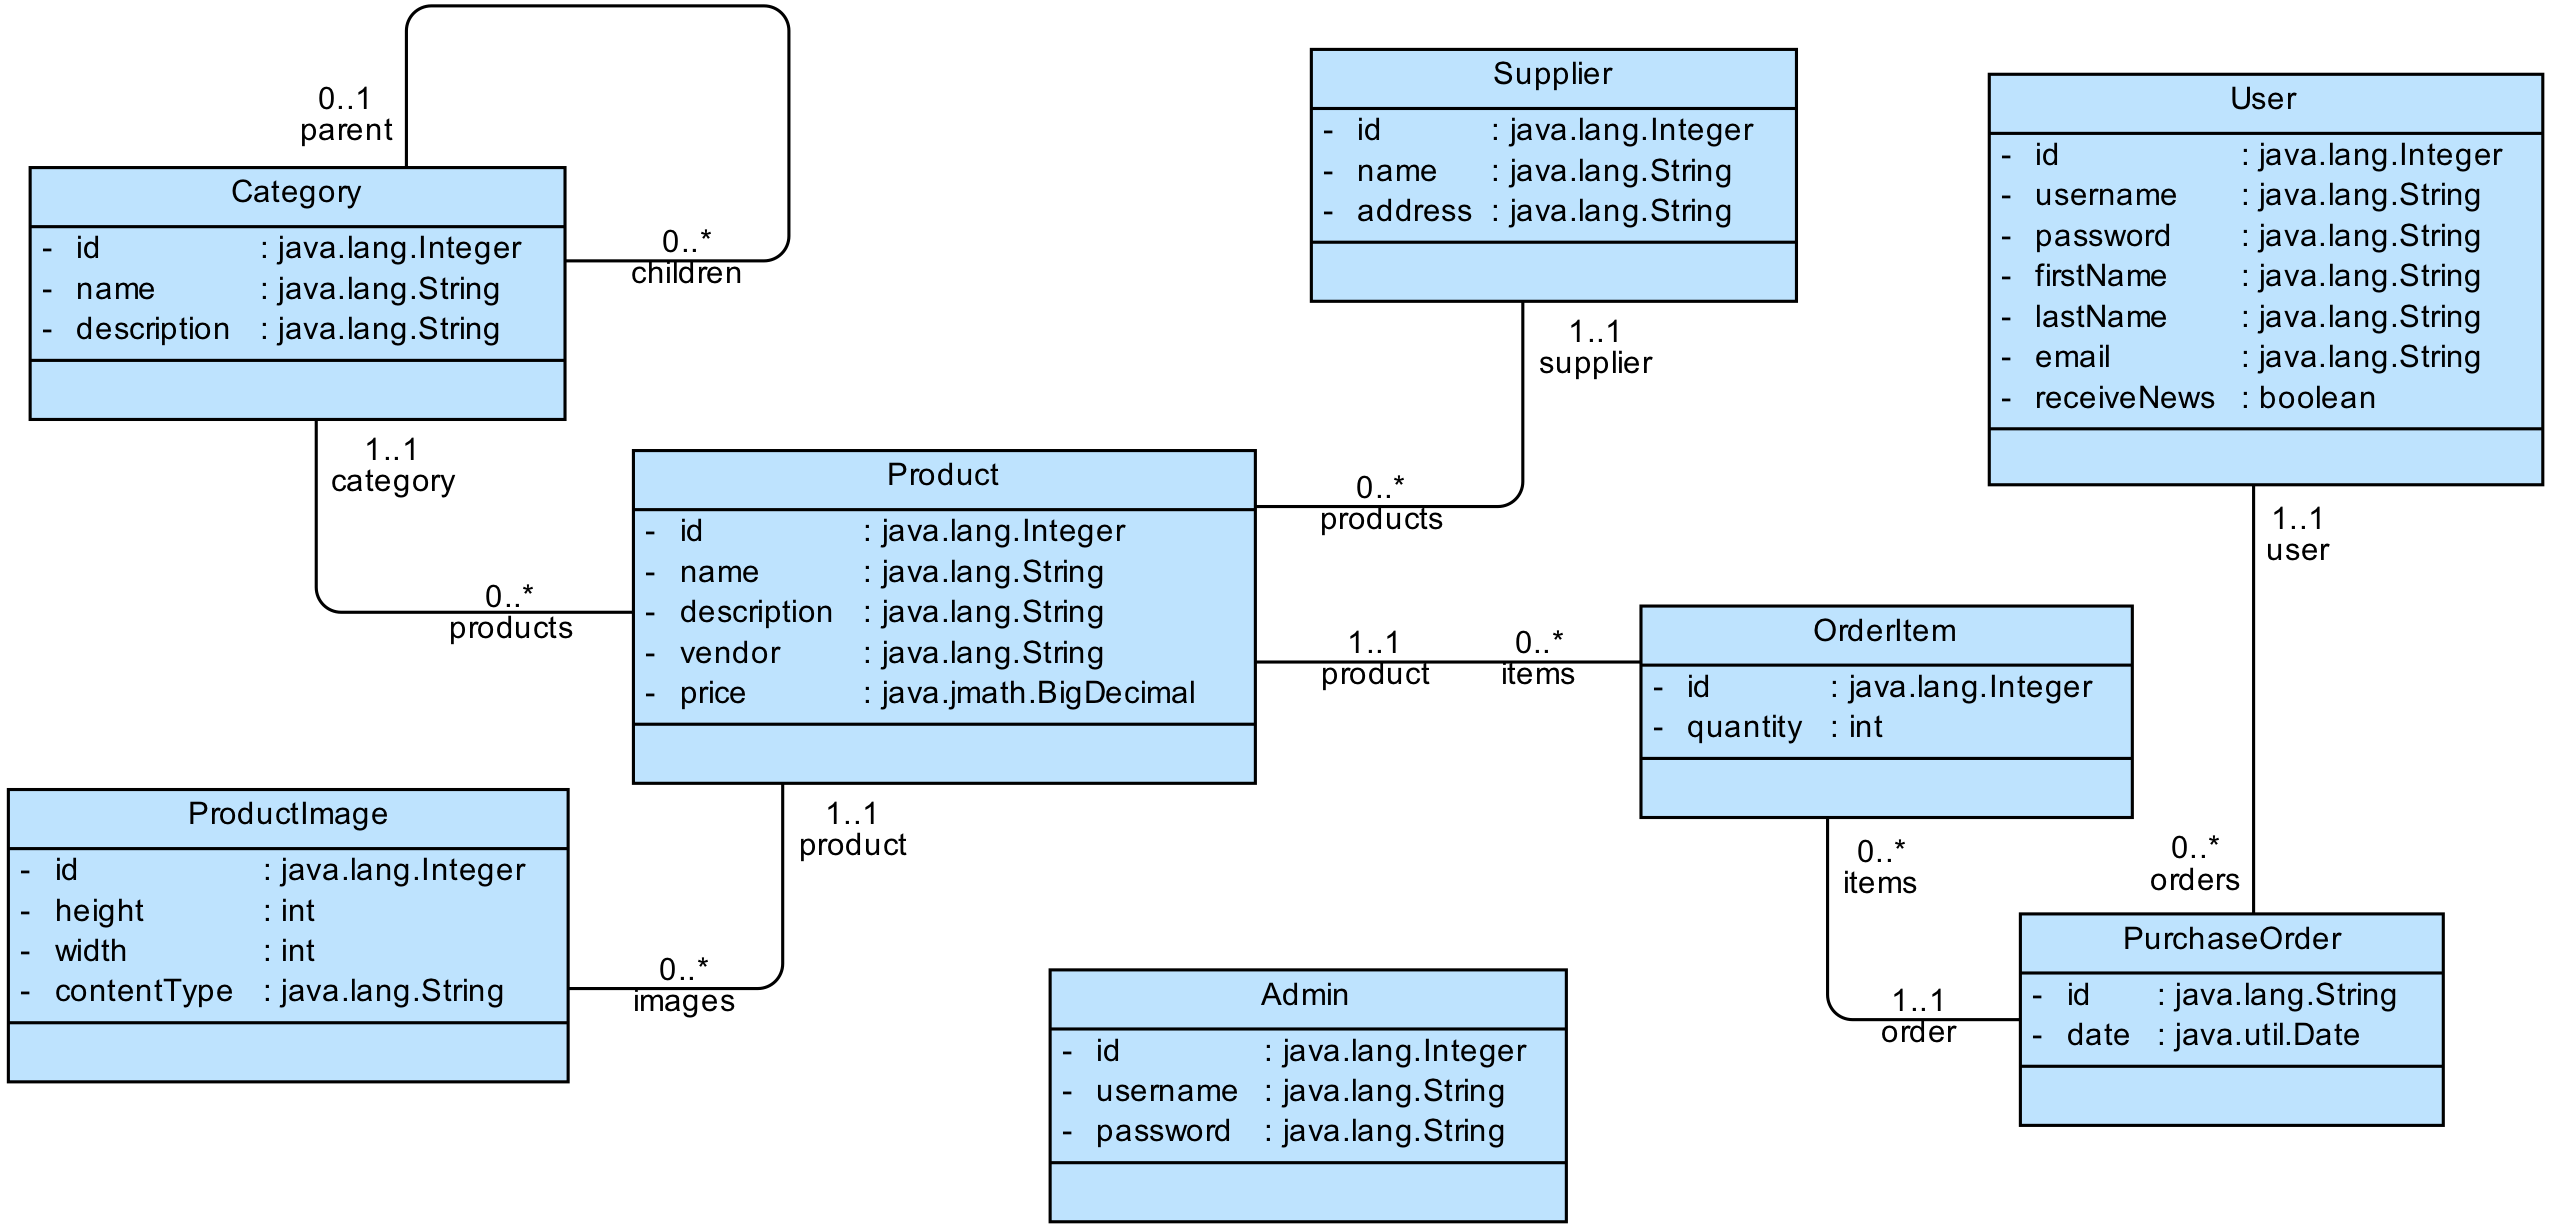 0..1
parent
Category
- id : java.lang.Integer
- name : java.lang.String
- description : java.lang.String
0..*
children
1..1
category
0..*
products
Supplier
- id : java.lang.Integer
- name : java.lang.String
- address : java.lang.String
1..1
supplier
0..*
products
User
- id : java.lang.Integer
- username : java.lang.String
- password : java.lang.String
- firstName : java.lang.String
- lastName : java.lang.String
- email : java.lang.String
- receiveNews : boolean
1..1
user
0..*
orders
Product
- id : java.lang.Integer
- name : java.lang.String
- description : java.lang.String
- vendor : java.lang.String
- price : java.jmath.BigDecimal
1..1
product
0..*
items
OrderItem
- id : java.lang.Integer
- quantity : int
0..*
items
1..1
order
ProductImage
- id : java.lang.Integer
- height : int
- width : int
- contentType : java.lang.String
1..1
product
0..*
images
Admin
- id : java.lang.Integer
- username : java.lang.String
- password : java.lang.String
PurchaseOrder
- id : java.lang.String
- date : java.util.Date